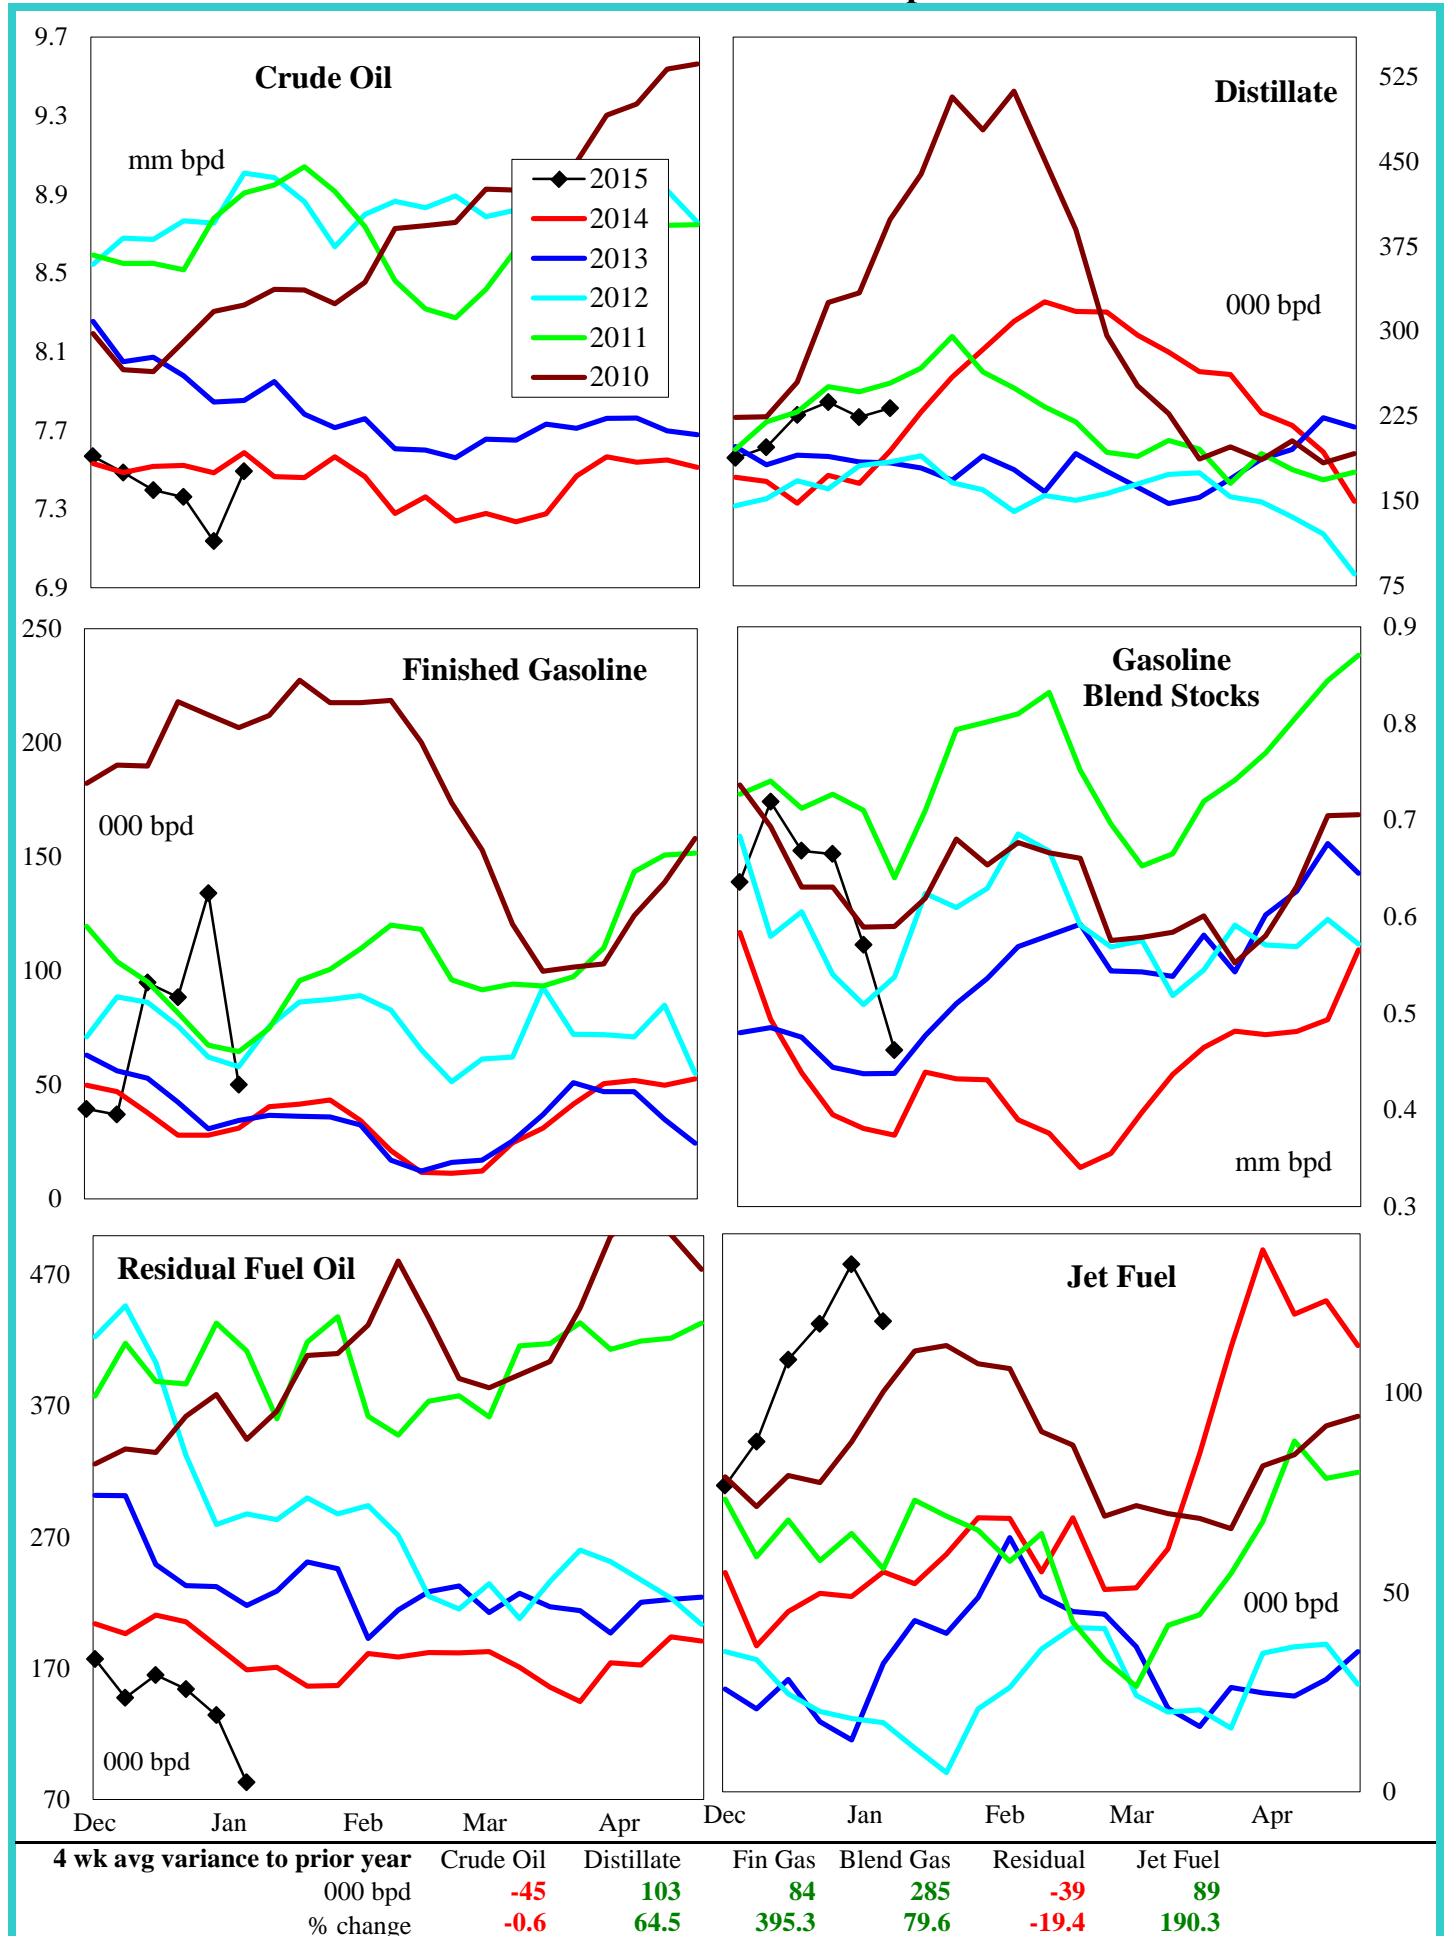 9.7
9.3
8.9
8.5
8.1
7.7
7.3
6.9
Crude Oil
mm bpd
2015
2014
2013
2012
2011
2010
Distillate
000 bpd
525
450
375
300
225
150
75
250
200
150
100
50
0
Finished Gasoline
000 bpd
Gasoline
Blend Stocks
mm bpd
0.9
0.8
0.7
0.6
0.5
0.4
0.3
470
370
270
170
70
Residual Fuel Oil
000 bpd
Dec Jan Feb Mar Apr
Jet Fuel
000 bpd
100
50
0
Dec Jan Feb Mar Apr
4 wk avg variance to prior year Crude Oil Distillate Fin Gas Blend Gas Residual Jet Fuel
000 bpd -45 103 84 285 -39 89
% change -0.6 64.5 395.3 79.6 -19.4 190.3